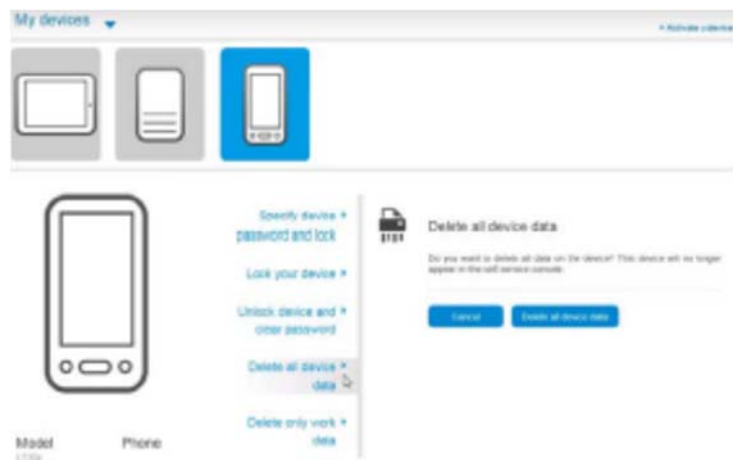 My devices
Activate a device
Specify device
password and lock
Lock your device
Unlock device and
clear password
Delete all device
data
Delete only work
data
Delete all device data
Do you want to delete all data on the device? This device will no longer
appear in the self service console.
Cancel
Delete all device data
Model
Phone